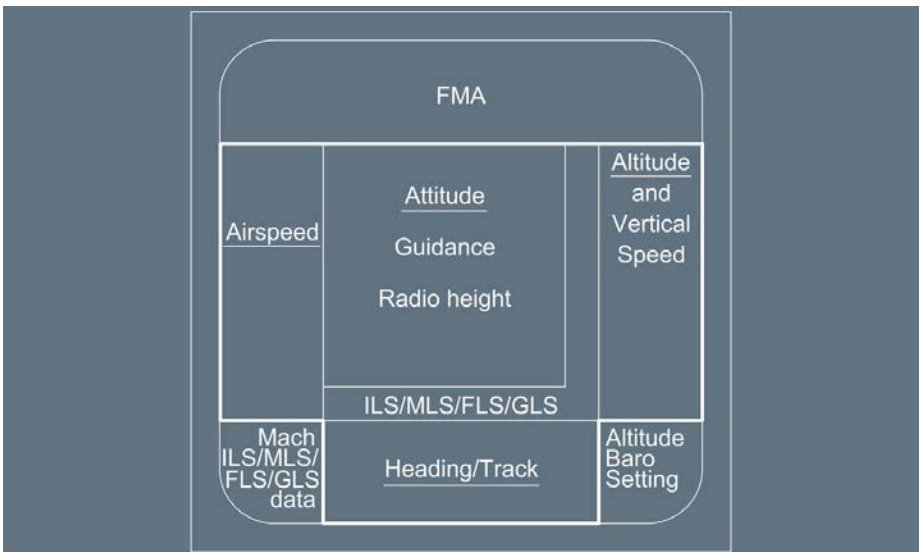 FMA
Airspeed
Attitude
Guidance
Radio height
Altitude
and
Vertical
Speed
ILS/MLS/FLS/GLS
Mach
ILS/MLS/
FLS/GLS
data
Heading/Track
Altitude
Baro
Setting